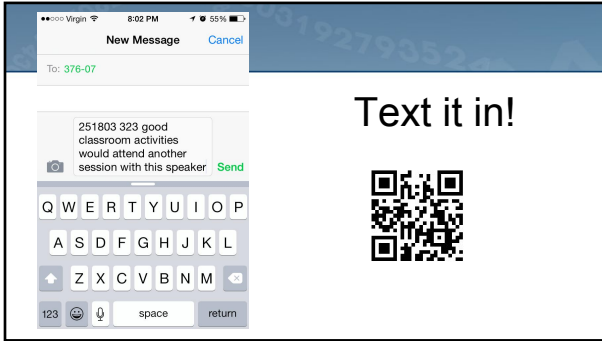 ●●○○○ Virgin 8:02 PM 55%
New Message Cancel
To: 376-07
251803 323 good
classroom activities
would attend another
session with this speaker Send
Q W E R T Y U I O P
A S D F G H J K L
Z X C V B N M
123 space return
Text it in!